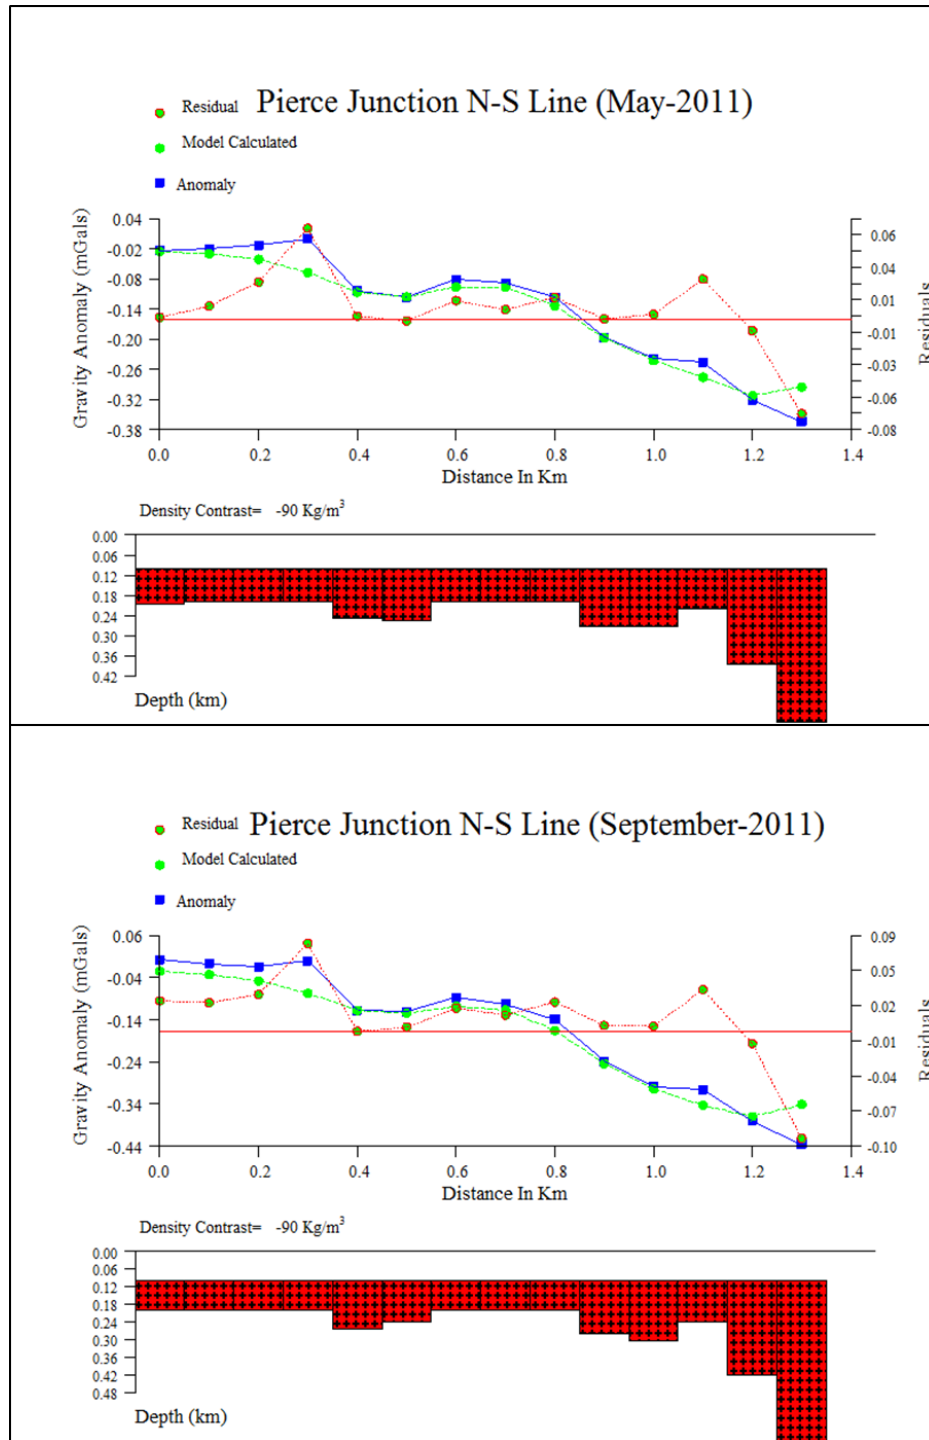 Residual Pierce Junction N-S Line (May-2011)
Model Calculated
Anomaly
Gravity Anomaly (mGals)
0.04
-0.02
-0.08
-0.14
-0.20
-0.26
-0.32
-0.38
0.06
0.04
0.01
-0.01
-0.03
-0.06
-0.08
Residuals
0.0 0.2 0.4 0.6 0.8 1.0 1.2 1.4
Distance In Km
Density Contrast= -90 Kg/m³
0.00
0.06
0.12
0.18
0.24
0.30
0.36
0.42
Depth (km)
Residual Pierce Junction N-S Line (September-2011)
Model Calculated
Anomaly
Gravity Anomaly (mGals)
0.06
-0.04
-0.14
-0.24
-0.34
-0.44
0.09
0.05
0.02
-0.01
-0.04
-0.07
-0.10
Residuals
0.0 0.2 0.4 0.6 0.8 1.0 1.2 1.4
Distance In Km
Density Contrast= -90 Kg/m³
0.00
0.06
0.12
0.18
0.24
0.30
0.36
0.42
0.48
Depth (km)